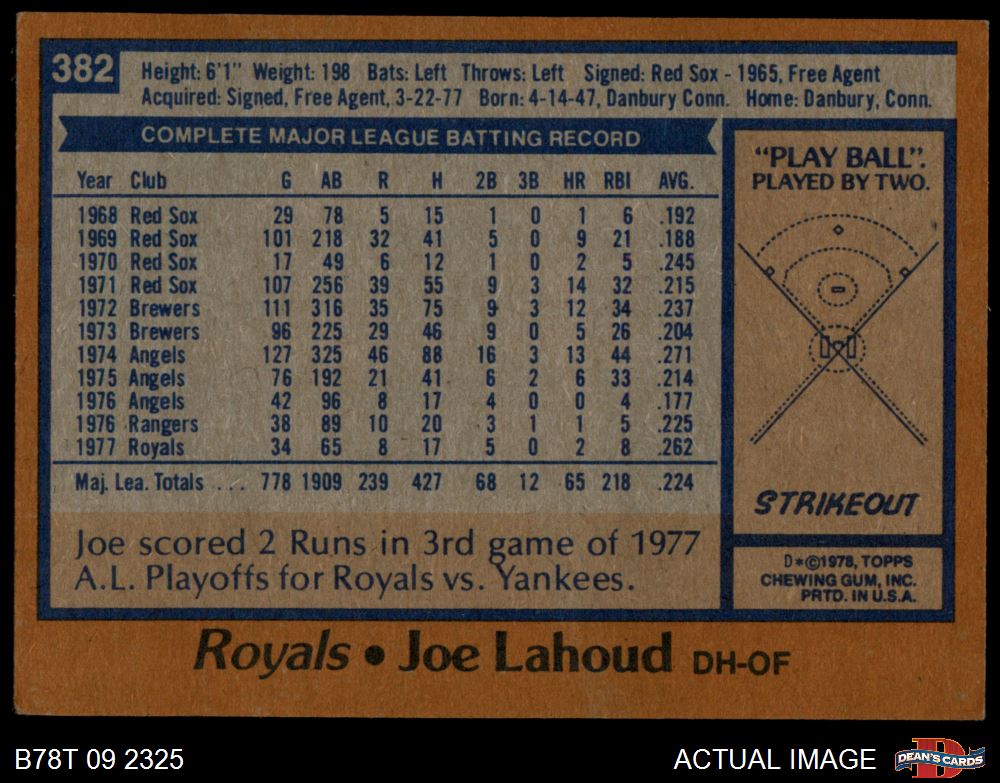 382
Height: 6'1" Weight: 198 Bats: Left Throws: Left Signed: Red Sox - 1965, Free Agent
Acquired: Signed, Free Agent, 3-22-77 Born: 4-14-47, Danbury Conn. Home: Danbury, Conn.
COMPLETE MAJOR LEAGUE BATTING RECORD
Year Club G AB R H 2B 3B HR RBI AVG.
1968 Red Sox 29 78 5 15 1 0 1 6 .192
1969 Red Sox 101 218 32 41 5 0 9 21 .188
1970 Red Sox 17 49 6 12 1 0 2 5 .245
1971 Red Sox 107 256 39 55 9 3 14 32 .215
1972 Brewers 111 316 35 75 9 3 12 34 .237
1973 Brewers 96 225 29 46 9 0 5 26 .204
1974 Angels 127 325 46 88 16 3 13 44 .271
1975 Angels 76 192 21 41 6 2 6 33 .214
1976 Angels 42 96 8 17 4 0 0 4 .177
1976 Rangers 38 89 10 20 3 1 1 5 .225
1977 Royals 34 65 8 17 5 0 2 8 .262
Maj. Lea. Totals ... 778 1909 239 427 68 12 65 218 .224
Joe scored 2 Runs in 3rd game of 1977
A.L. Playoffs for Royals vs. Yankees.
"PLAY BALL".
PLAYED BY TWO.
STRIKEOUT
D*©1978, TOPPS
CHEWING GUM, INC.
PRTD. IN U.S.A.
Royals • Joe Lahoud DH-OF
B78T 09 2325
ACTUAL IMAGE
D
DEAN'S CARDS